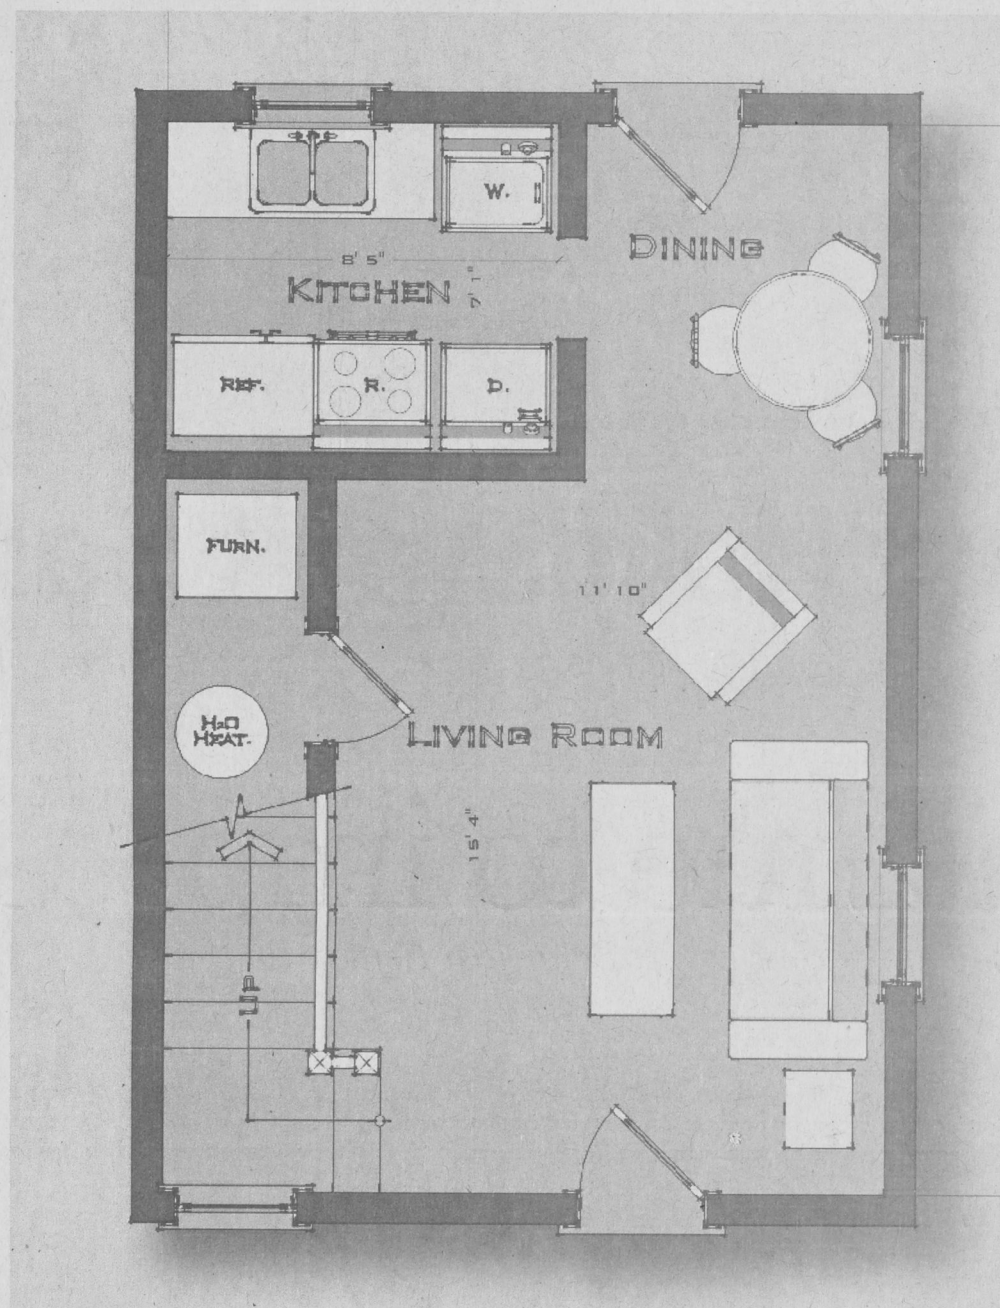 W.
DINING
8' 5"
KITCHEN
7' 1"
REF.
R.
D.
FURN.
11' 10"
H2O
HEAT.
LIVING ROOM
15' 4"
UP